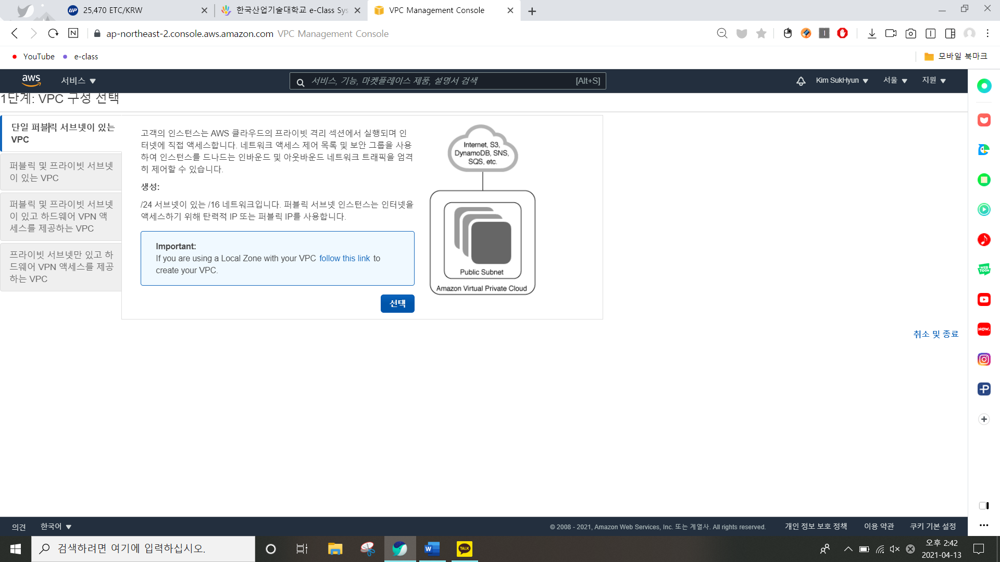 UP 25,470 ETC/KRW
한국산업기술대학교 e-Class Sys
VPC Management Console
N
ap-northeast-2.console.aws.amazon.com VPC Management Console
YouTube
e-class
모바일 북마크
aws
서비스
서비스, 기능, 마켓플레이스 제품, 설명서 검색
[Alt+S]
Kim SukHyun
서울
지원
1단계: VPC 구성 선택
단일 퍼블릭 서브넷이 있는
VPC
퍼블릭 및 프라이빗 서브넷
이 있는 VPC
퍼블릭 및 프라이빗 서브넷
이 있고 하드웨어 VPN 액
세스를 제공하는 VPC
프라이빗 서브넷만 있고 하
드웨어 VPN 액세스를 제공
하는 VPC
고객의 인스턴스는 AWS 클라우드의 프라이빗 격리 섹션에서 실행되며 인
터넷에 직접 액세스합니다. 네트워크 액세스 제어 목록 및 보안 그룹을 사용
하여 인스턴스를 드나드는 인바운드 및 아웃바운드 네트워크 트래픽을 엄격
히 제어할 수 있습니다.
생성:
/24 서브넷이 있는 /16 네트워크입니다. 퍼블릭 서브넷 인스턴스는 인터넷을
액세스하기 위해 탄력적 IP 또는 퍼블릭 IP를 사용합니다.
Important:
If you are using a Local Zone with your VPC follow this link to
create your VPC.
선택
Internet, S3,
DynamoDB, SNS,
SQS, etc.
Public Subnet
Amazon Virtual Private Cloud
취소 및 종료
WEB
TOON
NOW.
의견
한국어
© 2008 - 2021, Amazon Web Services, Inc. 또는 계열사. All rights reserved.
개인 정보 보호 정책
이용 약관
쿠키 기본 설정
검색하려면 여기에 입력하십시오.
W
TALK
오후 2:42
2021-04-13